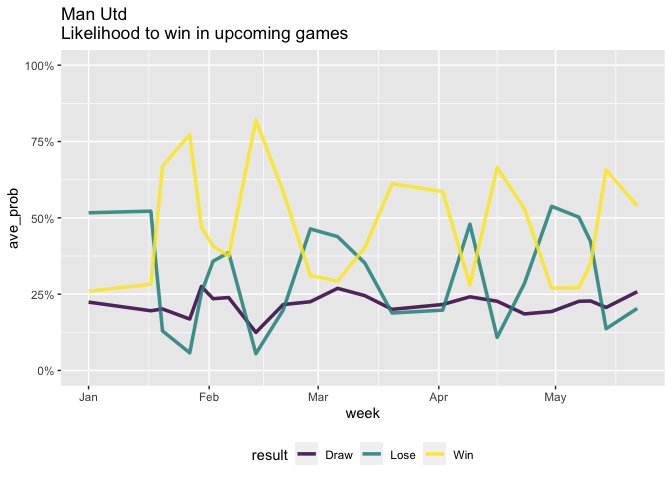 Man Utd
Likelihood to win in upcoming games
100%
75%
50%
25%
0%
ave_prob
Jan Feb Mar Apr May
week
result Draw Lose Win